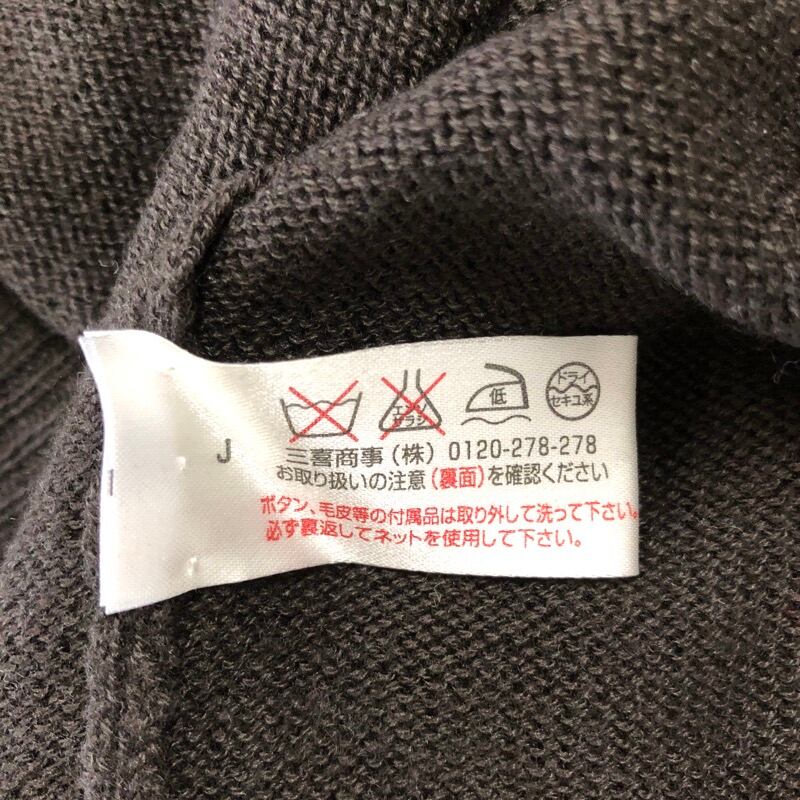 エンソ
サラシ
低
ドライ
セキユ系
J
三喜商事(株) 0120-278-278
お取り扱いの注意(裏面)を確認ください
ボタン、毛皮等の付属品は取り外して洗って下さい。
必ず裏返してネットを使用して下さい。